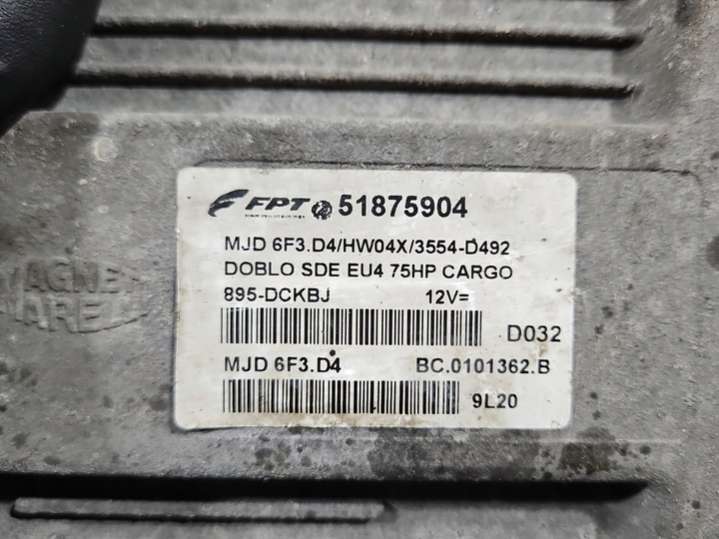 FPT 51875904
MJD 6F3.D4/HW04X/3554-D492
DOBLO SDE EU4 75HP CARGO
895-DCKBJ 12V=
D032
MJD 6F3.D4 BC.0101362.B
9L20